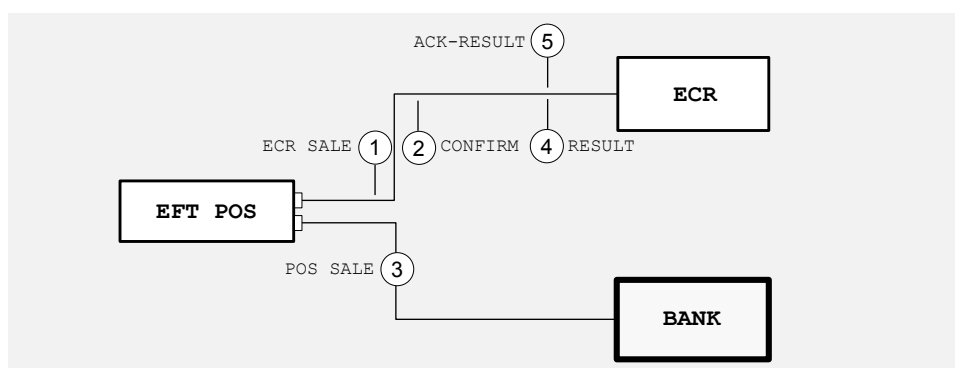 ACK-RESULT 5
ECR
ECR SALE 1 2 CONFIRM 4 RESULT
EFT POS
POS SALE 3
BANK